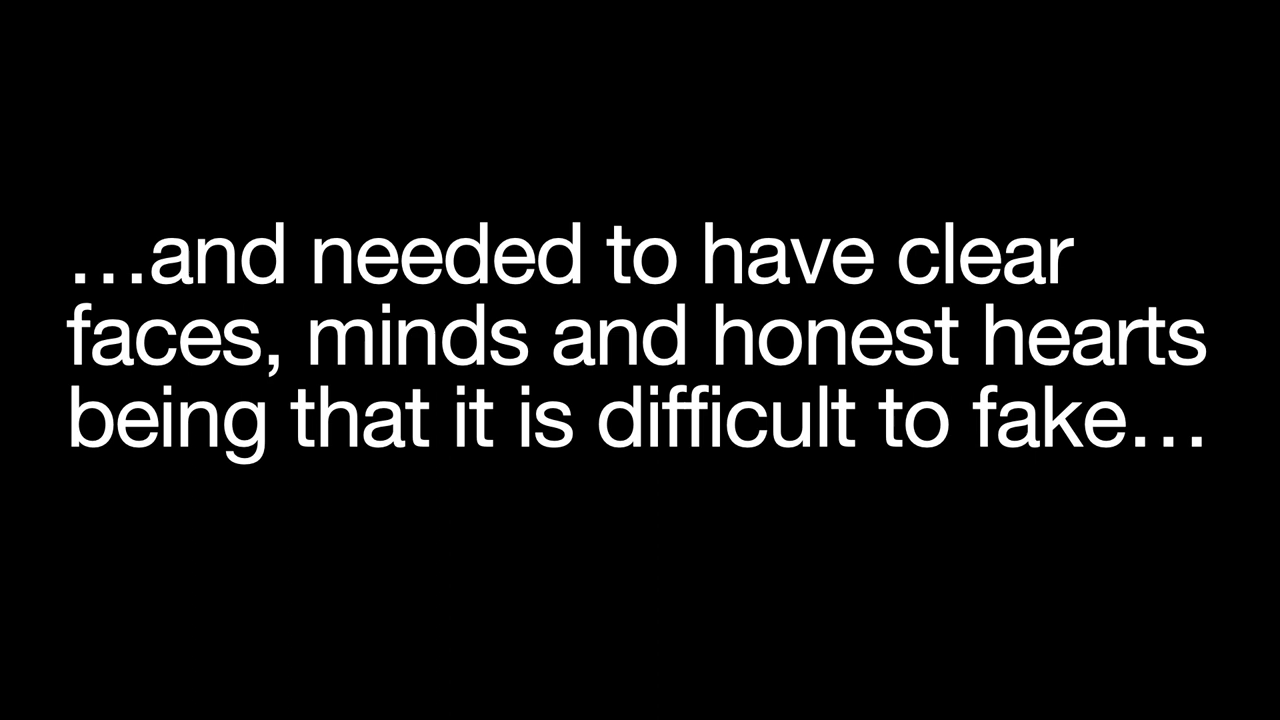 …and needed to have clear
faces, minds and honest hearts
being that it is difficult to fake…